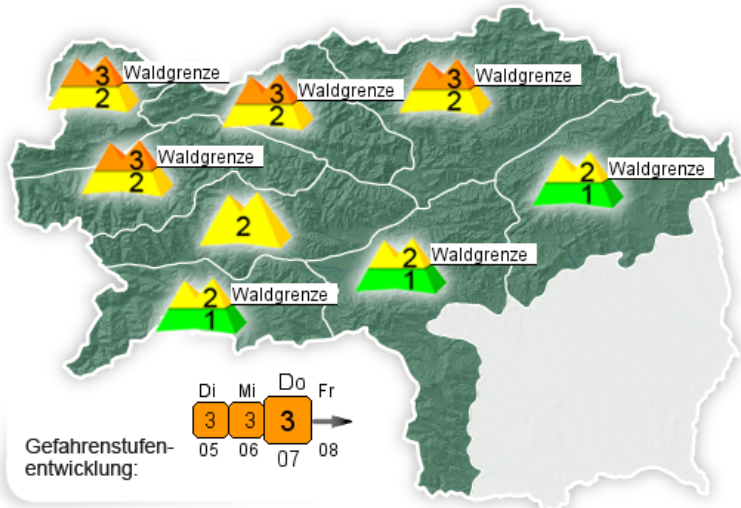 3 Waldgrenze
2
3 Waldgrenze
2
3 Waldgrenze
2
3 Waldgrenze
2
2 Waldgrenze
1
2
2 Waldgrenze
1
2 Waldgrenze
1
Di Mi Do Fr
3 3 3
05 06 07 08
Gefahrenstufen-
entwicklung: